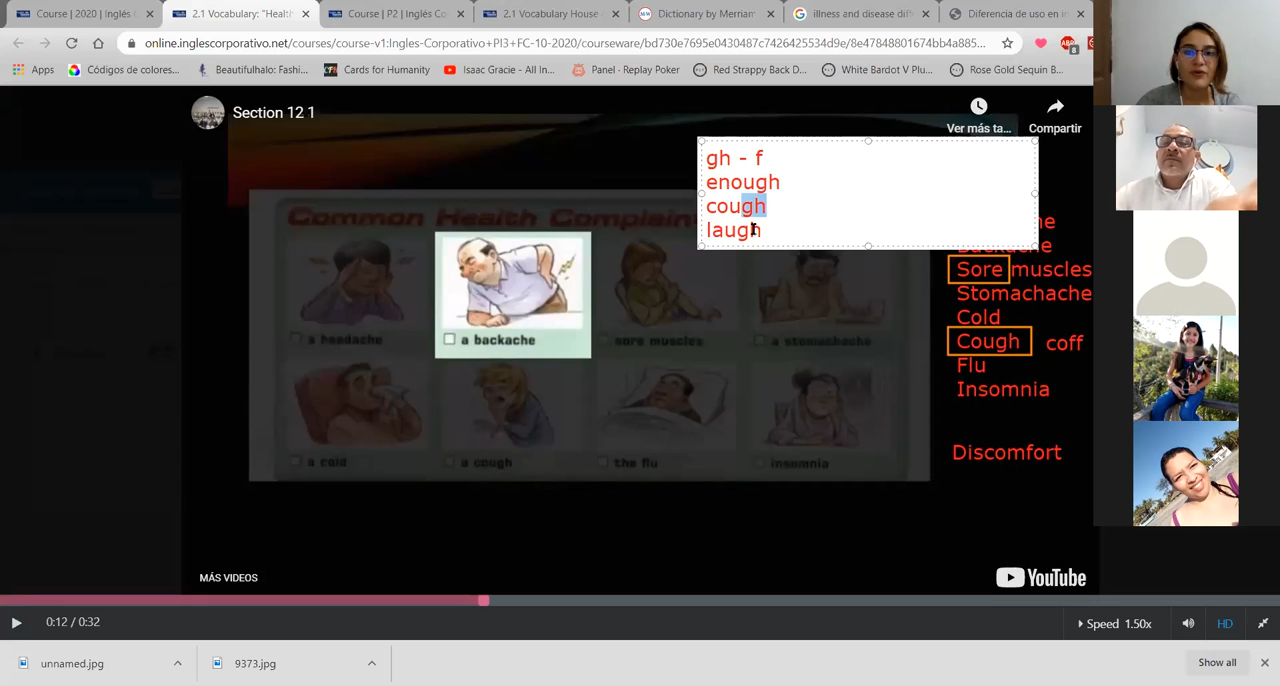 Course | 2020 | Inglés C
2.1 Vocabulary: "Healt
Course | P2 | Inglés Co
2.1 Vocabulary House
Dictionary by Merriam
illness and disease dif
Diferencia de uso en i
online.inglescorporativo.net/courses/course-v1:Ingles-Corporativo+PI3+FC-10-2020/courseware/bd730e7695e0430487c7426425534d9e/8e47848801674bb4a885...
Apps
Códigos de colores...
Beautifulhalo: Fashi...
Cards for Humanity
Isaac Gracie - All In...
Panel · Replay Poker
Red Strappy Back D...
White Bardot V Plu...
Rose Gold Sequin B...
Section 12 1
Ver más ta...
Compartir
gh - f
enough
cough
laugh
Common Health Complain
Backache
Sore muscles
Stomachache
Cold
Cough coff
Flu
Insomnia
Discomfort
a headache
a backache
sore muscles
a stomachache
a cold
a cough
the flu
insomnia
MÁS VIDEOS
YouTube
0:12 / 0:32
Speed 1.50x
HD
unnamed.jpg
9373.jpg
Show all